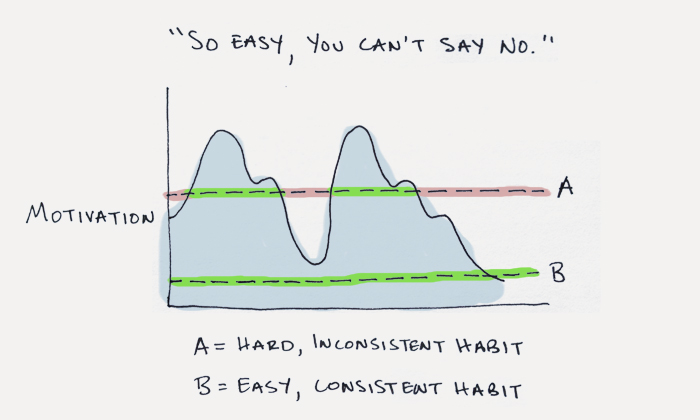 "SO EASY, YOU CAN'T SAY NO."
A
MOTIVATION
B
A = HARD, INCONSISTENT HABIT
B = EASY, CONSISTENT HABIT